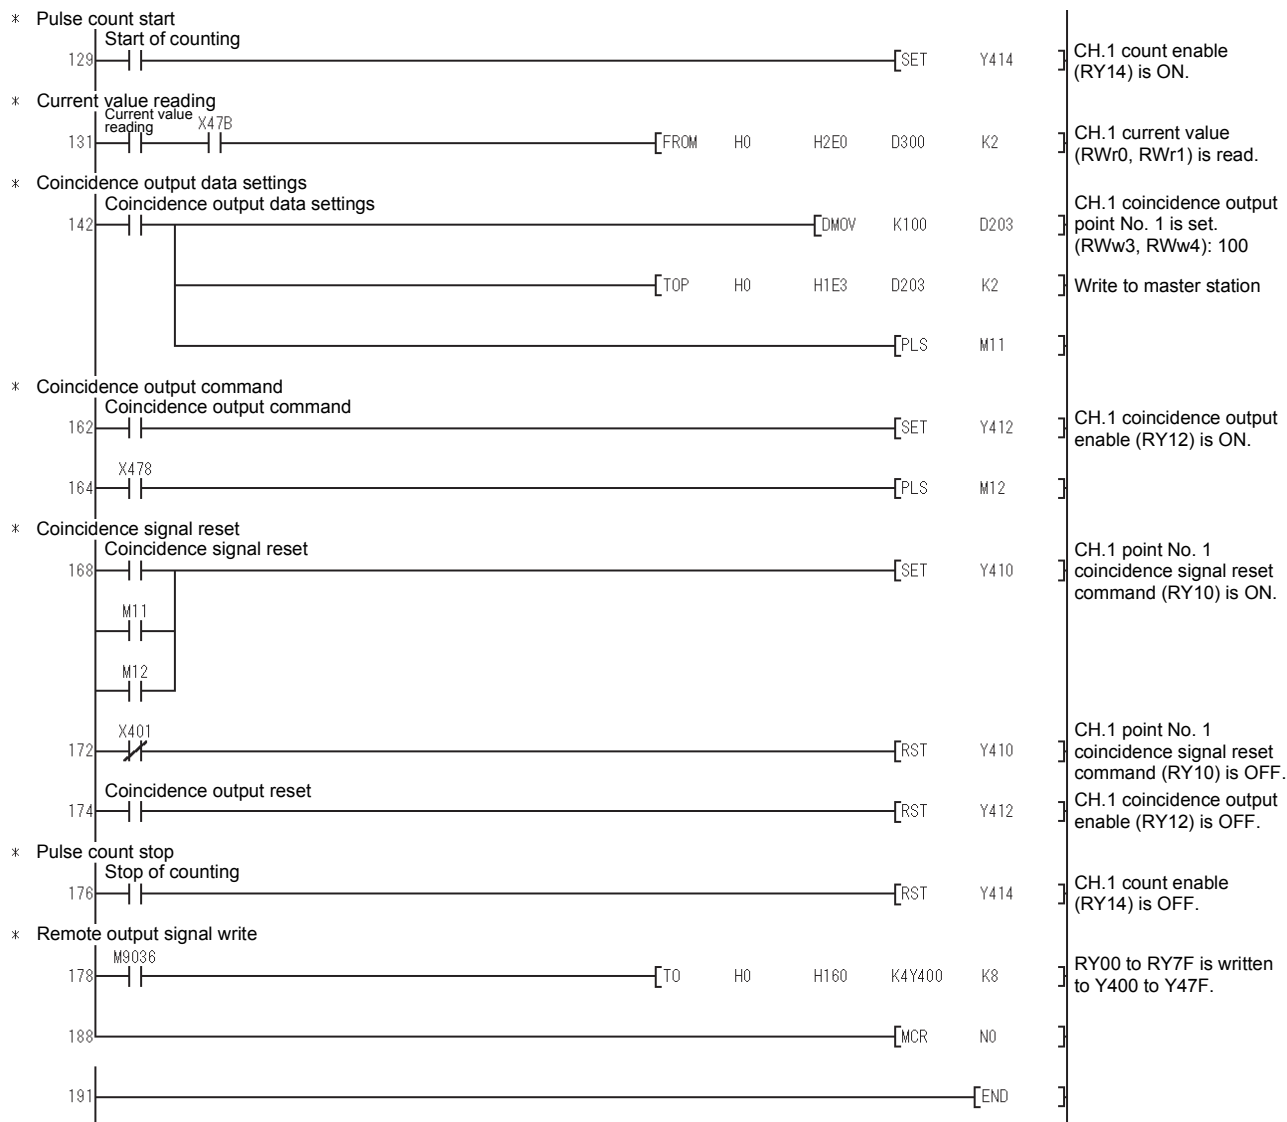 * Pulse count start
Start of counting
129 SET Y414 CH.1 count enable
(RY14) is ON.
* Current value reading
Current value
reading X47B
131 FROM H0 H2E0 D300 K2 CH.1 current value
(RWr0, RWr1) is read.
* Coincidence output data settings
Coincidence output data settings
142 DMOV K100 D203 CH.1 coincidence output
point No. 1 is set.
(RWw3, RWw4): 100
TOP H0 H1E3 D203 K2 Write to master station
PLS M11
* Coincidence output command
Coincidence output command
162 SET Y412 CH.1 coincidence output
enable (RY12) is ON.
X478
164 PLS M12
* Coincidence signal reset
Coincidence signal reset
168 SET Y410 CH.1 point No. 1
coincidence signal reset
command (RY10) is ON.
M11
M12
X401
172 RST Y410 CH.1 point No. 1
coincidence signal reset
command (RY10) is OFF.
Coincidence output reset
174 RST Y412 CH.1 coincidence output
enable (RY12) is OFF.
* Pulse count stop
Stop of counting
176 RST Y414 CH.1 count enable
(RY14) is OFF.
* Remote output signal write
M9036
178 TO H0 H160 K4Y400 K8 RY00 to RY7F is written
to Y400 to Y47F.
188 MCR N0
191 END